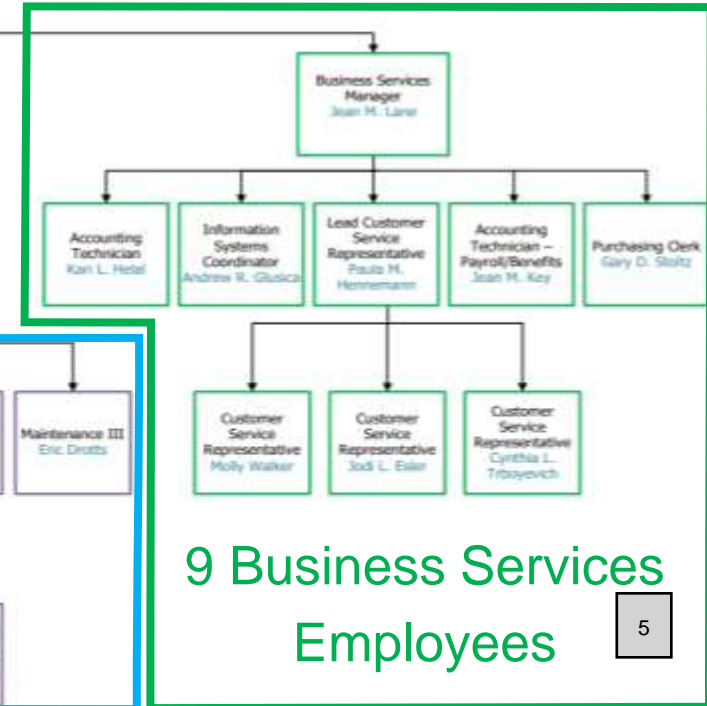 Business Services
Manager
Jean M. Lane
Accounting
Technician
Kari L. Hetel
Information
Systems
Coordinator
Andrew R. Glusica
Lead Customer
Service
Representative
Paula M.
Hennemann
Accounting
Technician –
Payroll/Benefits
Jean M. Key
Purchasing Clerk
Gary D. Stoltz
Maintenance III
Eric Drotts
Customer
Service
Representative
Molly Walker
Customer
Service
Representative
Jodi L. Esler
Customer
Service
Representative
Cynthia L.
Trboyevich
9 Business Services
Employees
5